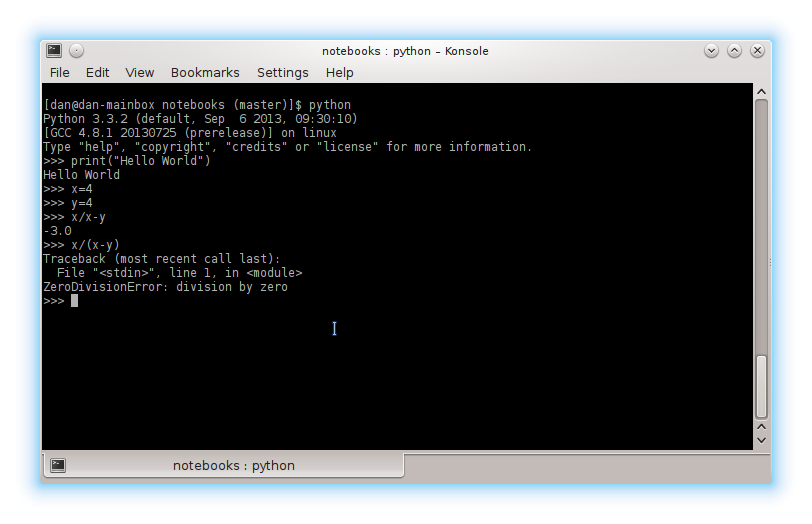 notebooks : python – Konsole
File Edit View Bookmarks Settings Help
[dan@dan-mainbox notebooks (master)]$ python
Python 3.3.2 (default, Sep  6 2013, 09:30:10)
[GCC 4.8.1 20130725 (prerelease)] on linux
Type "help", "copyright", "credits" or "license" for more information.
>>> print("Hello World")
Hello World
>>> x=4
>>> y=4
>>> x/x-y
-3.0
>>> x/(x-y)
Traceback (most recent call last):
  File "<stdin>", line 1, in <module>
ZeroDivisionError: division by zero
>>>
notebooks : python